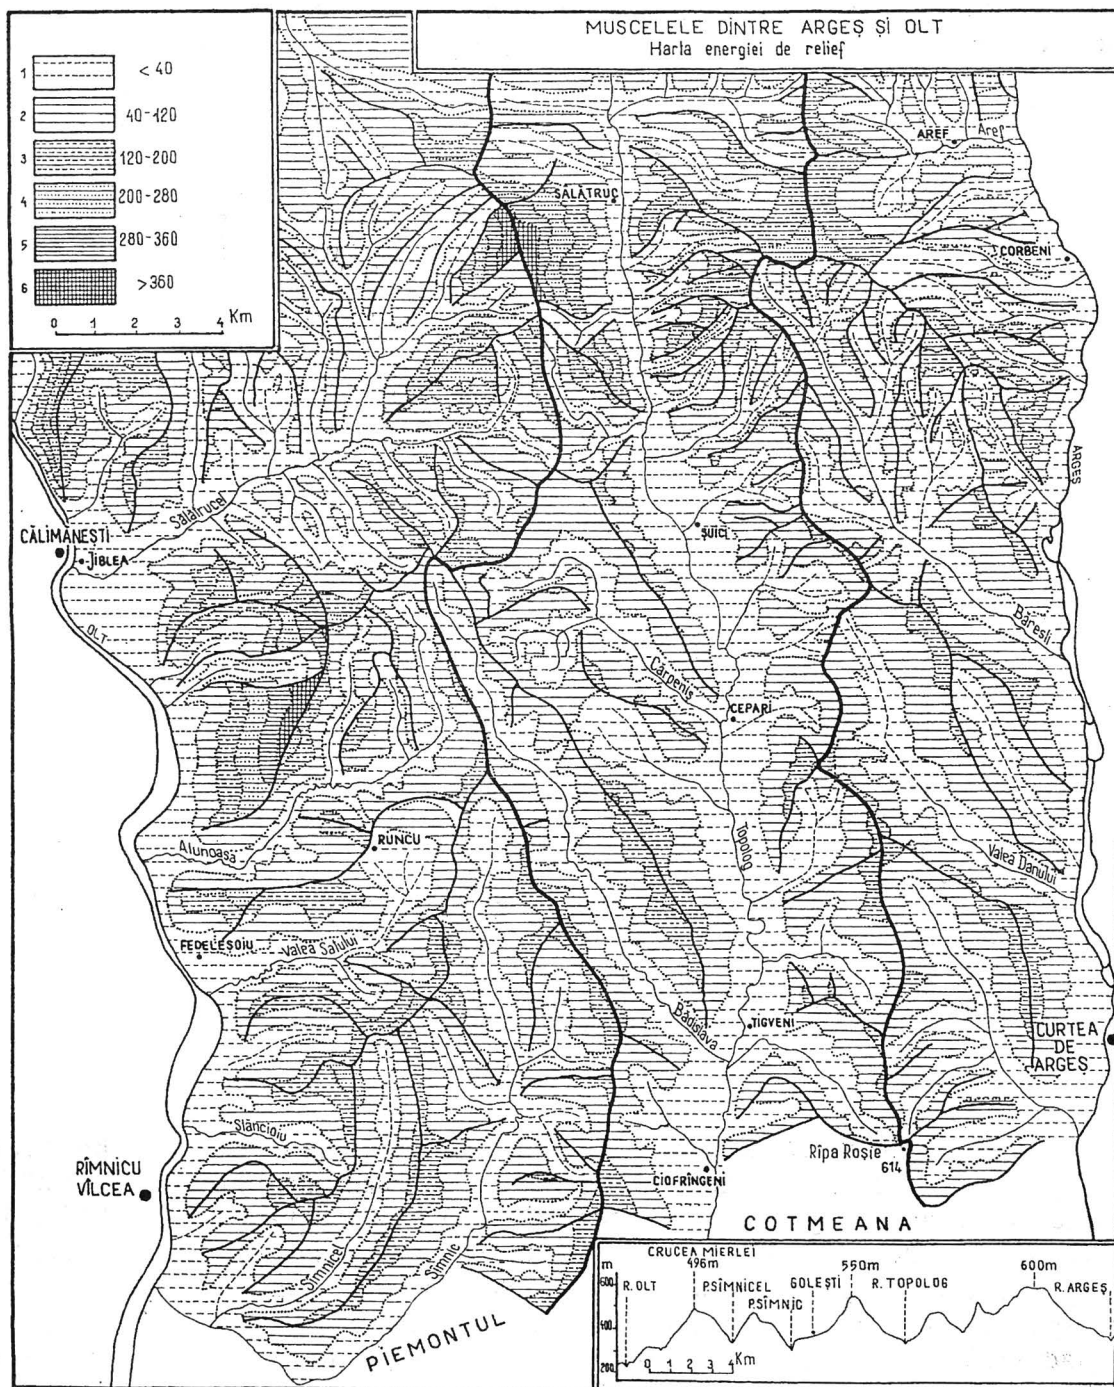 MUSCELELE DINTRE ARGEȘ ȘI OLT
Harta energiei de relief
1 < 40
2 40-120
3 120-200
4 200-280
5 280-360
6 >360
0 1 2 3 4 Km
AREF
Aref
SĂLĂTRUC
CORBENI
ARGEȘ
Sălătrucel
CĂLIMĂNEȘTI
JIBLEA
ȘUICI
OLT
Bărești
Cărpeniș
CEPARI
Topolog
Valea Danului
Alunoasa
RUNCU
FEDELEȘOIU
Valea Salului
Bădislava
TIGVENI
CURTEA
DE
ARGEȘ
Slăncioiu
Rîpa Roșie
614
RÎMNICU
VÎLCEA
CIOFRÎNGENI
COTMEANA
Sîmnicel
Sîmnic
PIEMONTUL
CRUCEA MIERLEI
m 496m 550m 600m
600
R. OLT P.SÎMNICEL GOLEȘTI R. TOPOLOG R. ARGEȘ
P.SÎMNIC
400
200
0 1 2 3 4 Km